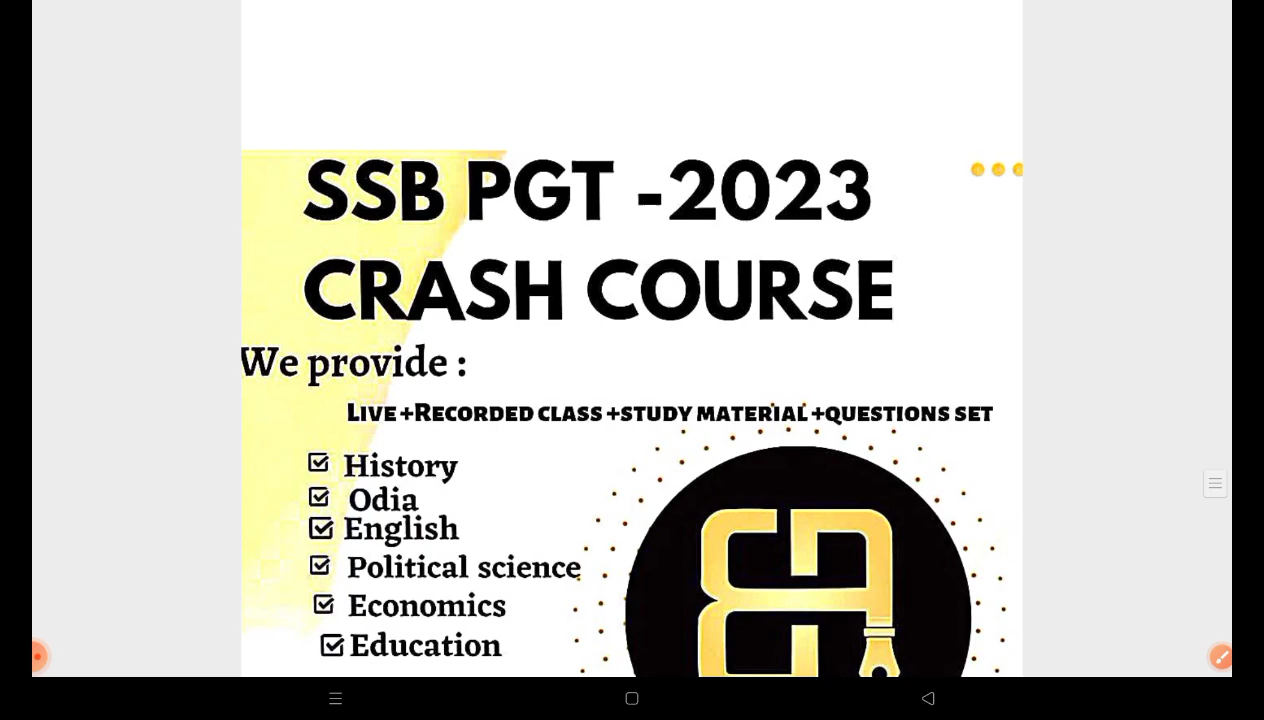 SSB PGT -2023
CRASH COURSE
We provide :
LIVE +RECORDED CLASS +STUDY MATERIAL +QUESTIONS SET
History
Odia
English
Political science
Economics
Education